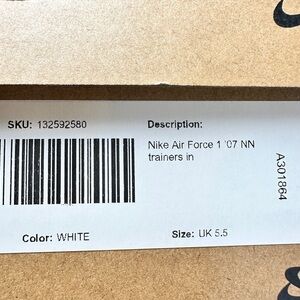 SKU: 132592580
Description:
Nike Air Force 1 '07 NN
trainers in
A301864
Color: WHITE
Size: UK 5.5